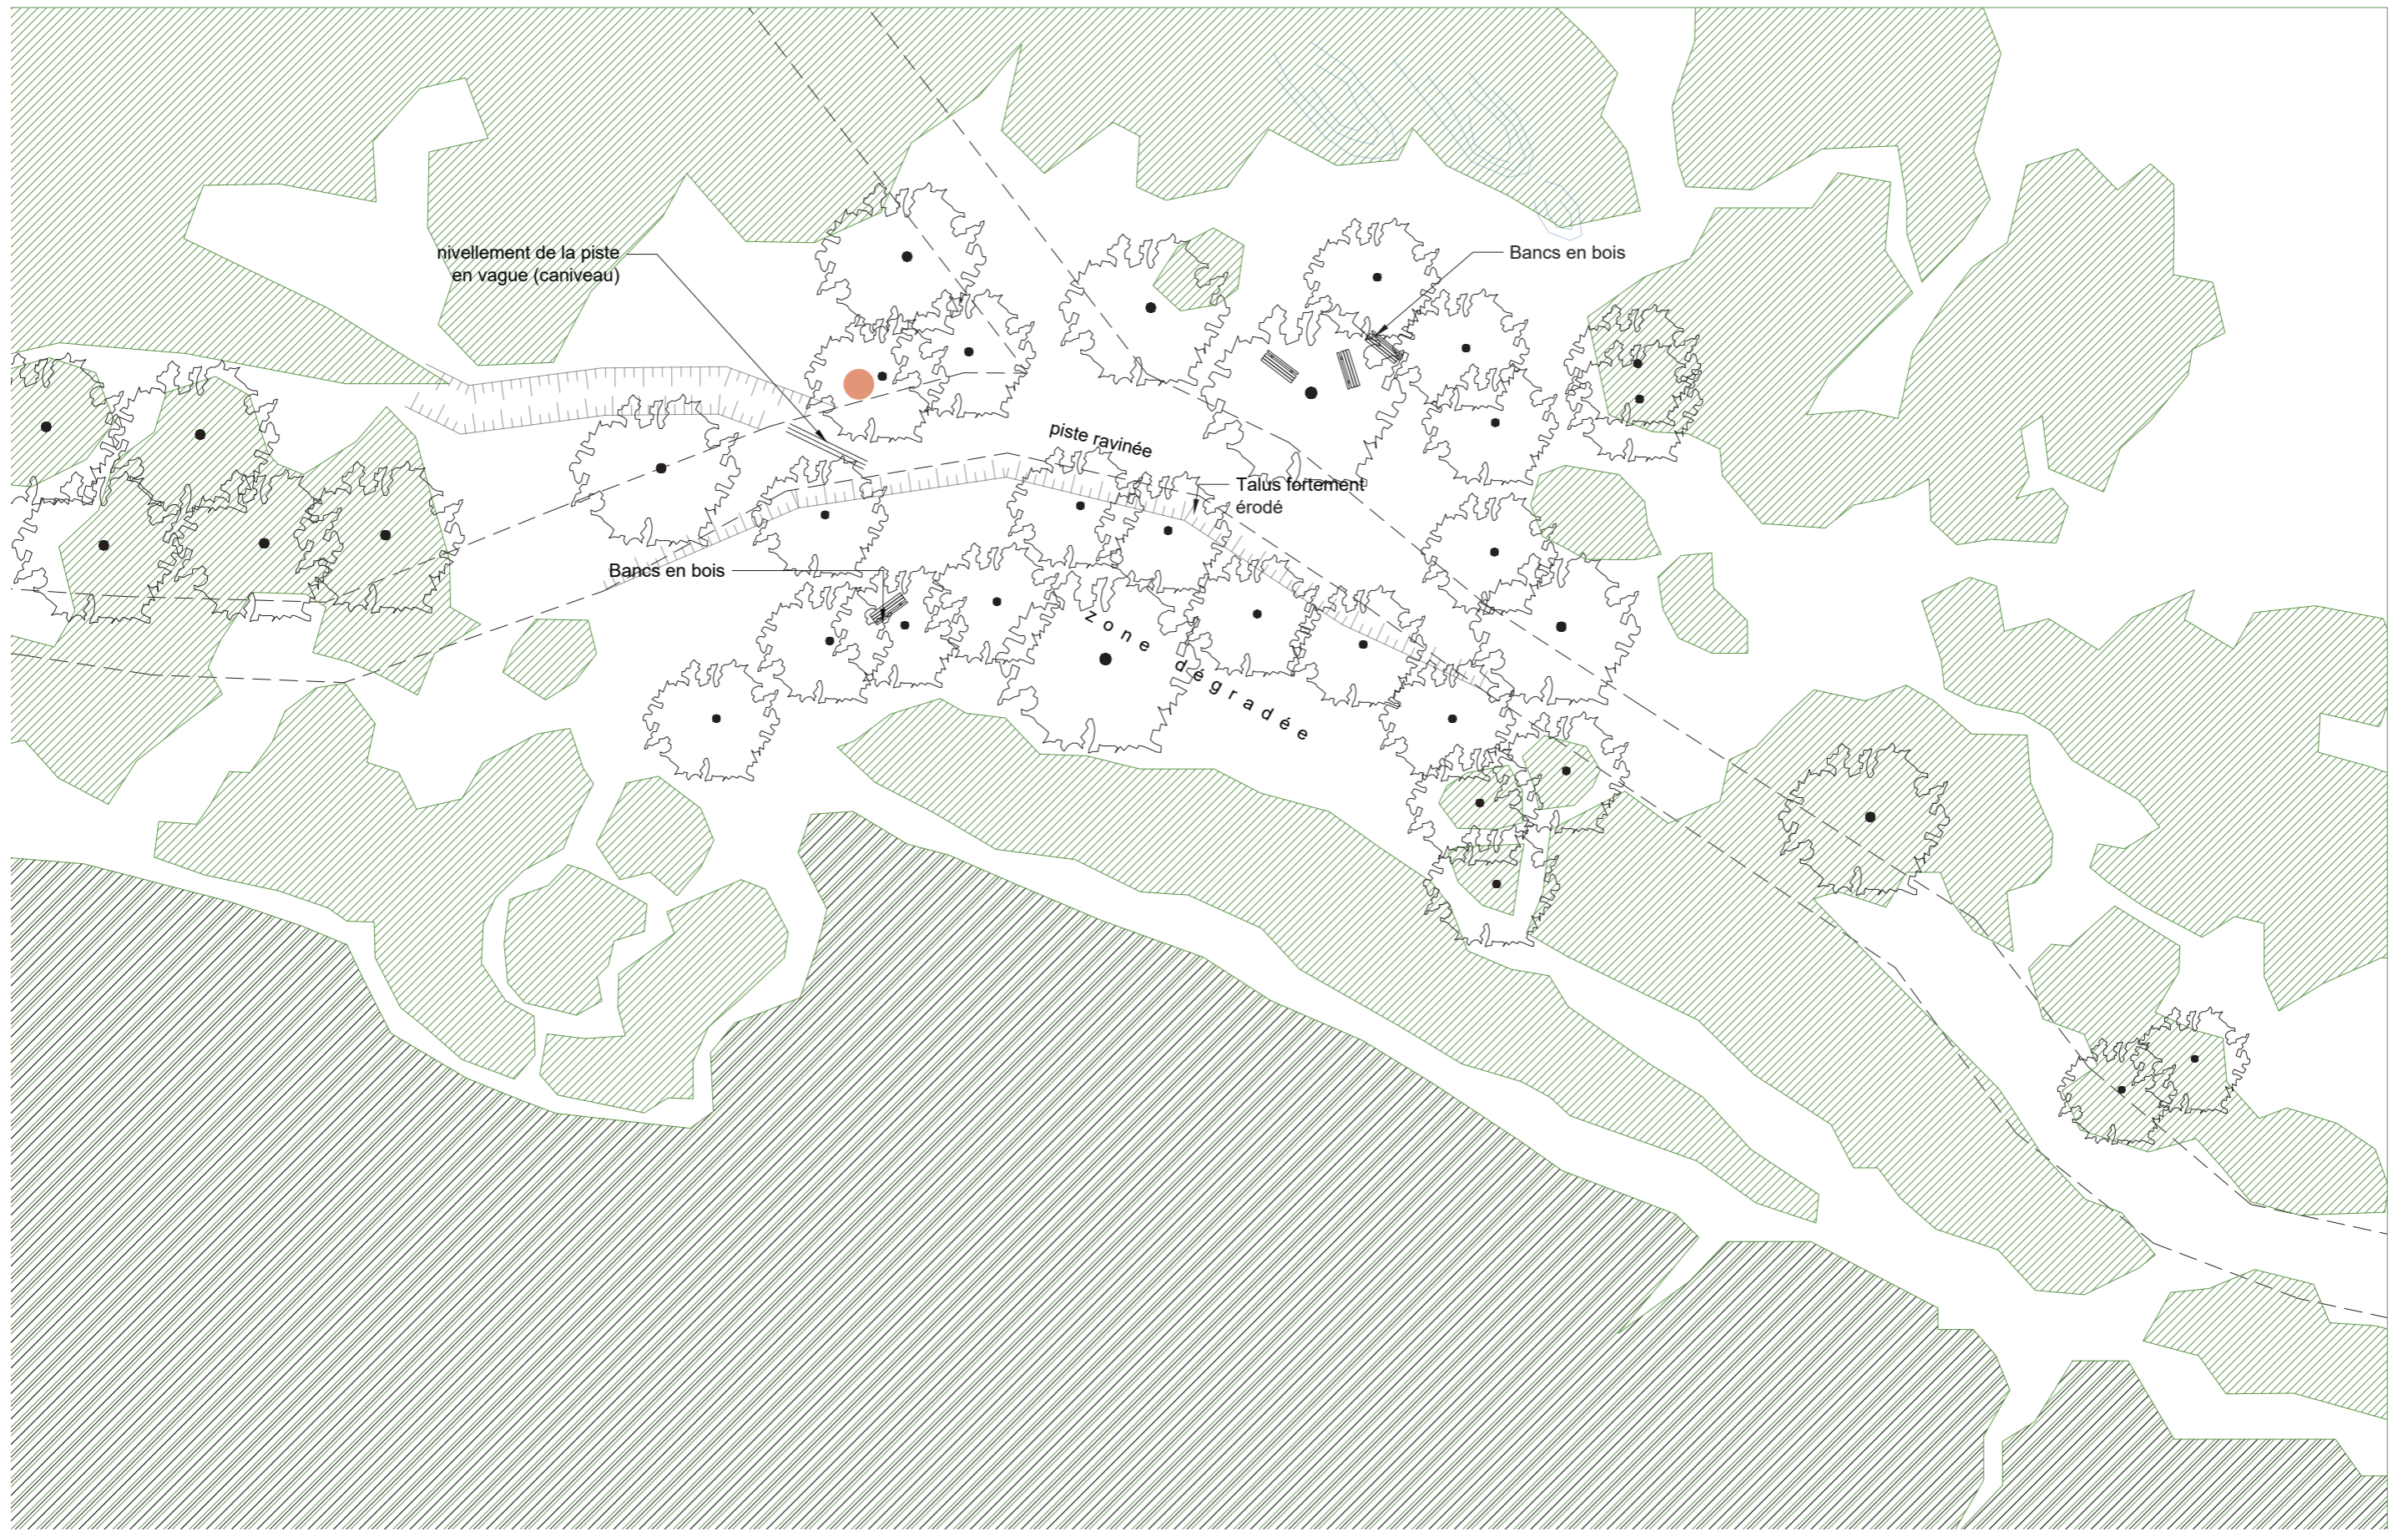 nivellement de la piste
en vague (caniveau)
Bancs en bois
piste ravinée
Talus fortement
érodé
Bancs en bois
zone dégradée